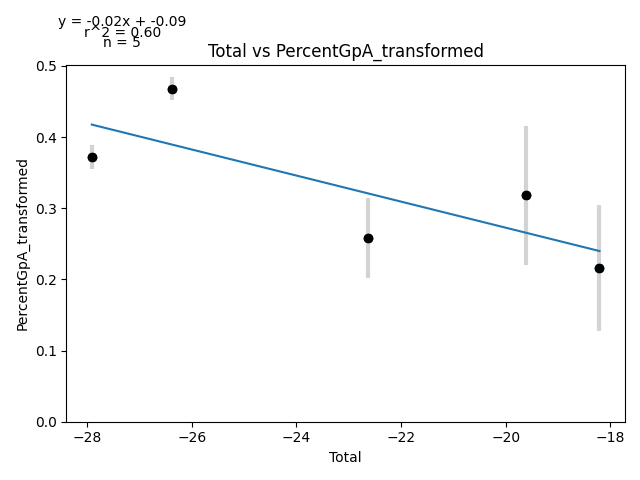 y = -0.02x + -0.09
r^2 = 0.60
n = 5
Total vs PercentGpA_transformed
PercentGpA_transformed
0.5
0.4
0.3
0.2
0.1
0.0
−28 −26 −24 −22 −20 −18
Total